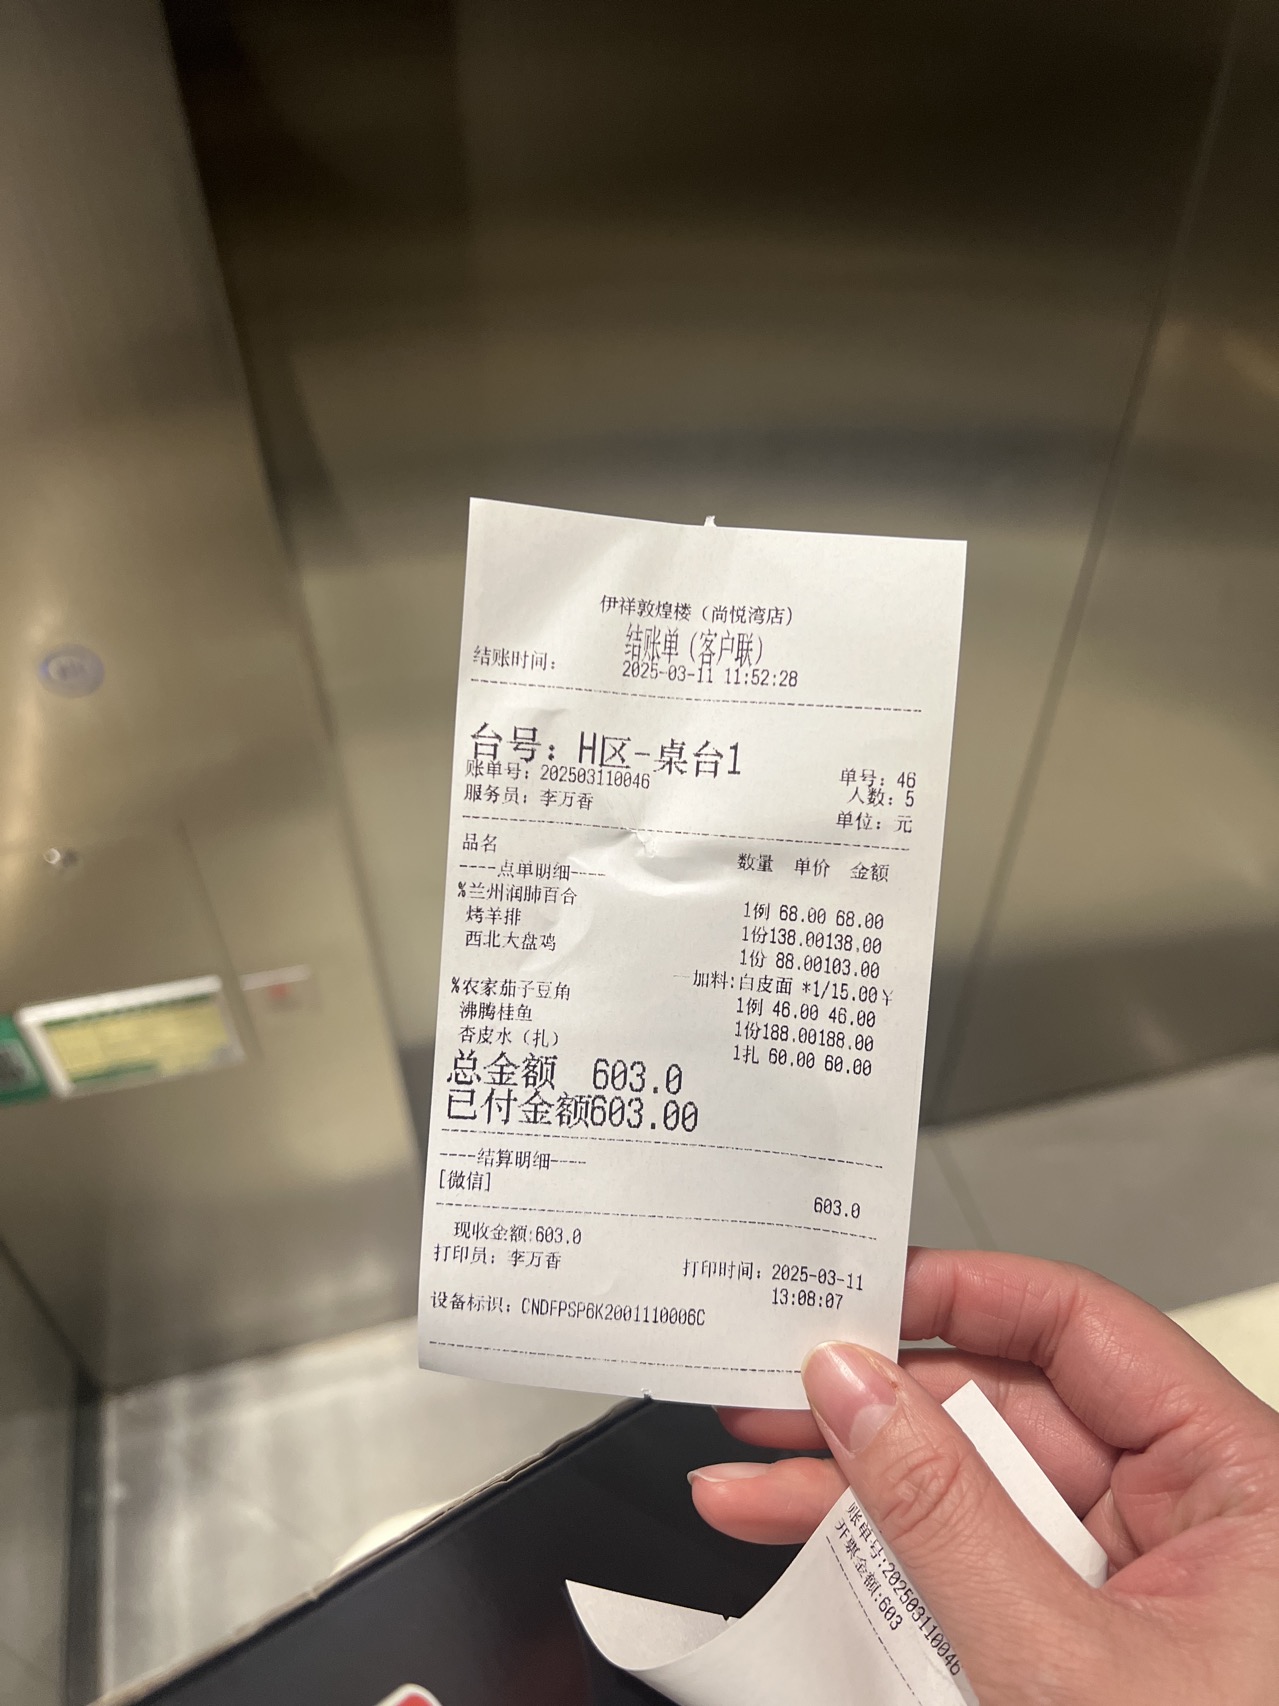 伊祥敦煌楼（尚悦湾店）
结账单（客户联）
结账时间： 2025-03-11 11:52:28
台号：H区-桌台1
账单号：202503110046 单号：46
服务员：李万香 人数：5
单位：元
品名 数量 单价 金额
----点单明细----
%兰州润肺百合 1例 68.00 68.00
烤羊排 1份138.00138.00
西北大盘鸡 1份 88.00103.00
一加料:白皮面 *1/15.00¥
%农家茄子豆角 1例 46.00 46.00
沸腾桂鱼 1份188.00188.00
杏皮水（扎） 1扎 60.00 60.00
总金额 603.0
已付金额603.00
----结算明细----
[微信] 603.0
现收金额:603.0
打印员：李万香 打印时间：2025-03-11
13:08:07
设备标识：CNDFPSP6K2001110006C
账单号:202503110046
开票金额:603